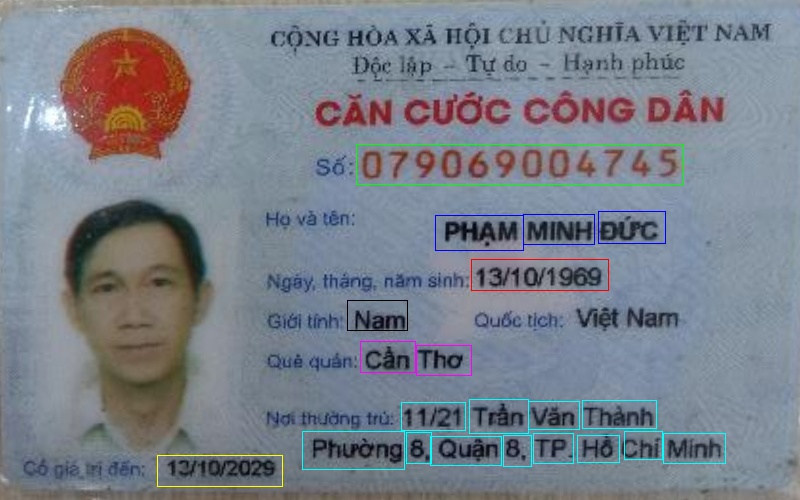 CỘNG HÒA XÃ HỘI CHỦ NGHĨA VIỆT NAM
Độc lập - Tự do - Hạnh phúc
CĂN CƯỚC CÔNG DÂN
Số: 079069004745
Họ và tên:
PHẠM MINH ĐỨC
Ngày, tháng, năm sinh: 13/10/1969
Giới tính: Nam Quốc tịch: Việt Nam
Quê quán: Cần Thơ
Nơi thường trú: 11/21 Trần Văn Thành
Phường 8, Quận 8, TP. Hồ Chí Minh
Có giá trị đến: 13/10/2029